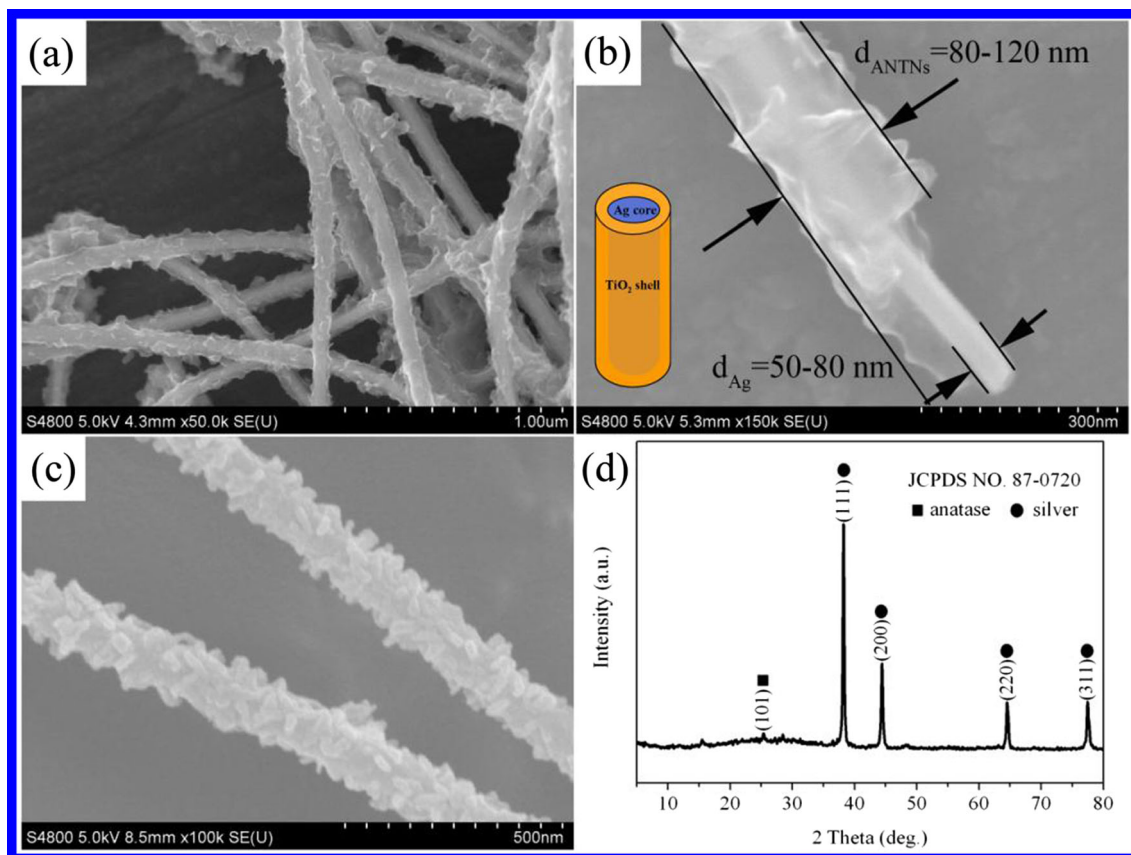 (a)
S4800 5.0kV 4.3mm x50.0k SE(U)
1.00um
(b)
d_ANTNs=80-120 nm
Ag core
TiO₂ shell
d_Ag=50-80 nm
S4800 5.0kV 5.3mm x150k SE(U)
300nm
(c)
S4800 5.0kV 8.5mm x100k SE(U)
500nm
(d)
JCPDS NO. 87-0720
■ anatase ● silver
Intensity (a.u.)
(101)
(111)
(200)
(220)
(311)
10 20 30 40 50 60 70 80
2 Theta (deg.)